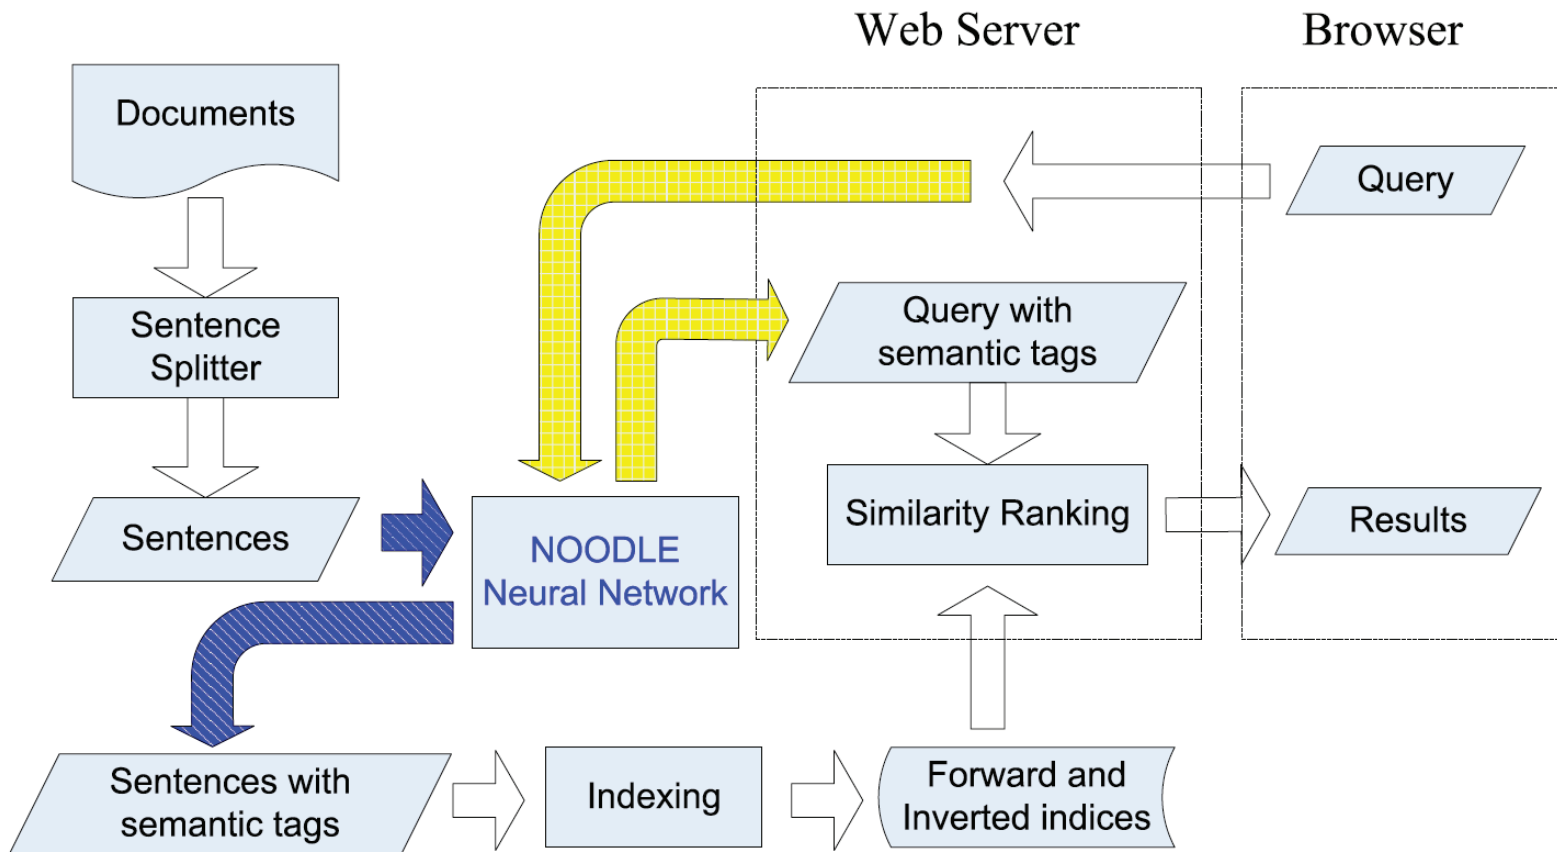 Web Server
Browser
Documents
Query
Sentence
Splitter
Query with
semantic tags
Sentences
NOODLE
Neural Network
Similarity Ranking
Results
Sentences with
semantic tags
Indexing
Forward and
Inverted indices